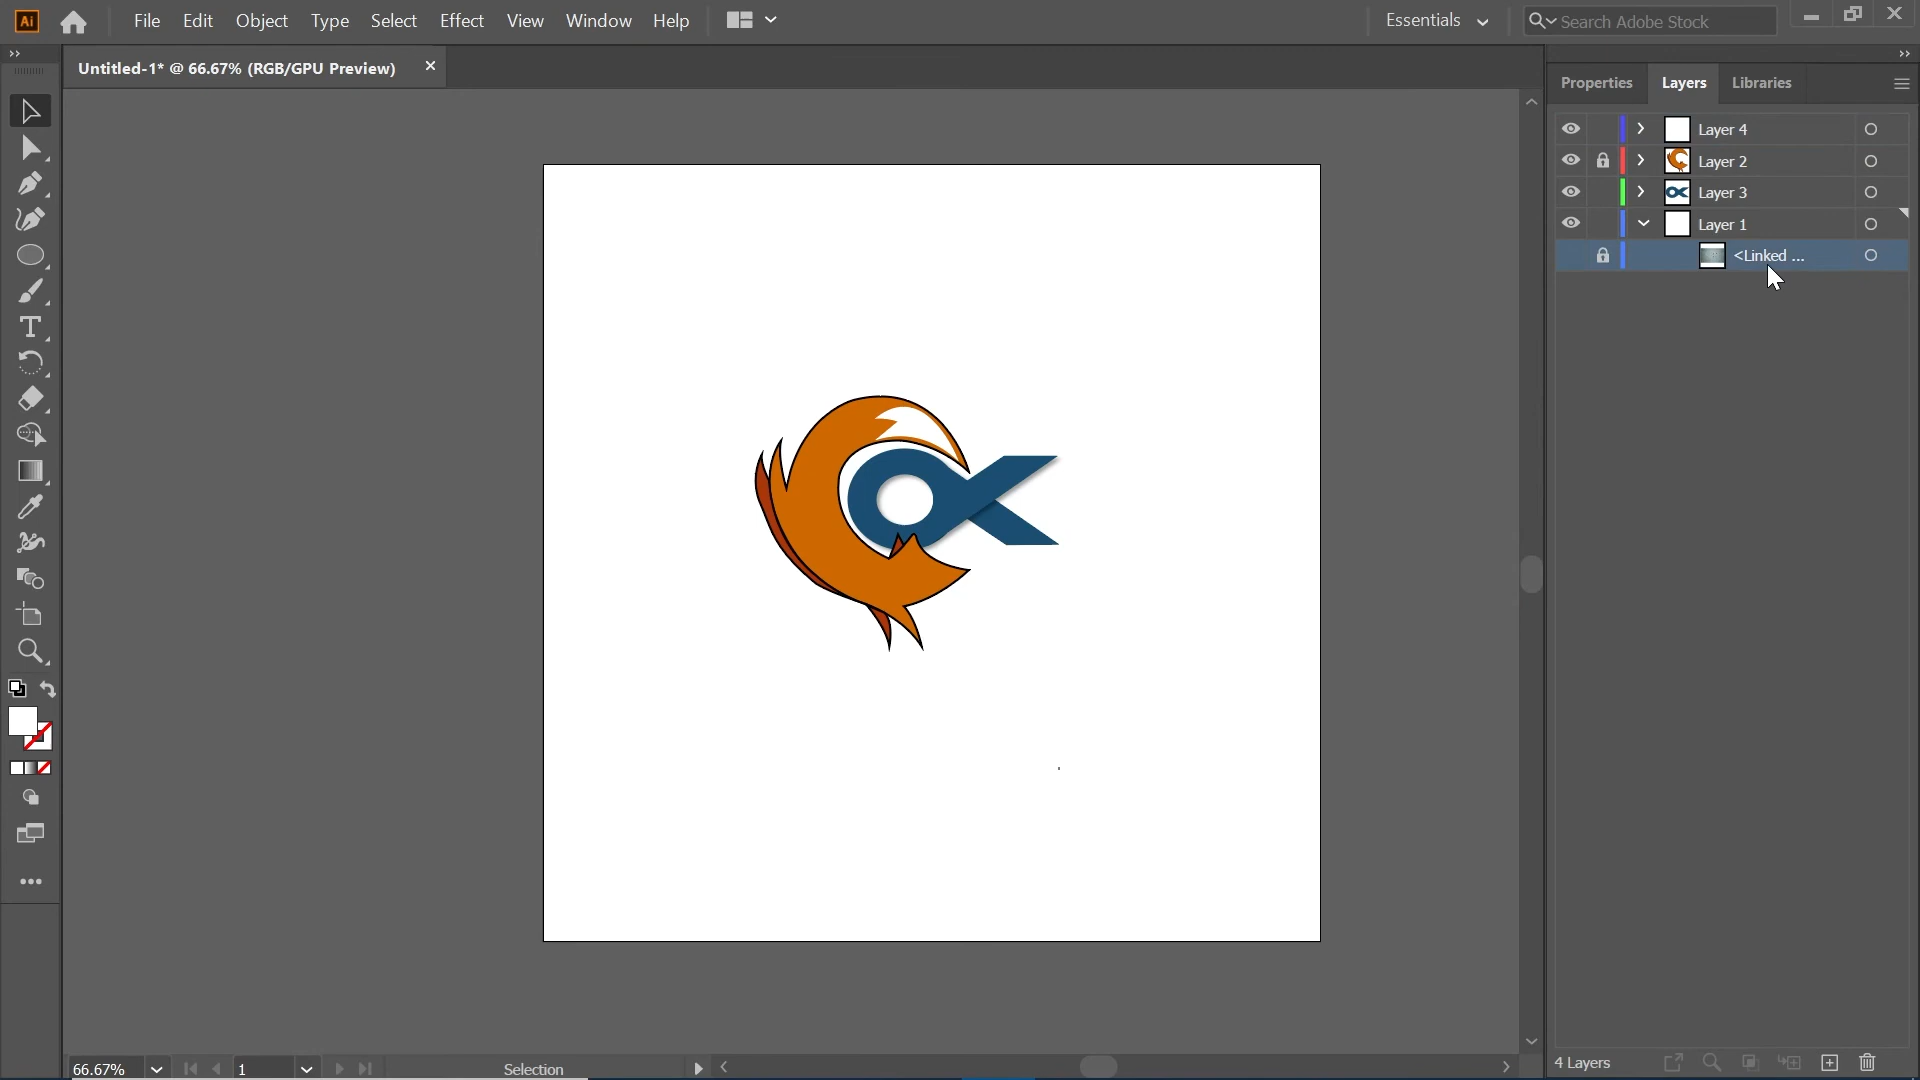 Ai File Edit Object Type Select Effect View Window Help Essentials Search Adobe Stock
Untitled-1* @ 66.67% (RGB/GPU Preview)
Properties Layers Libraries
Layer 4
Layer 2
Layer 3
Layer 1
<Linked ...
66.67% 1 Selection 4 Layers